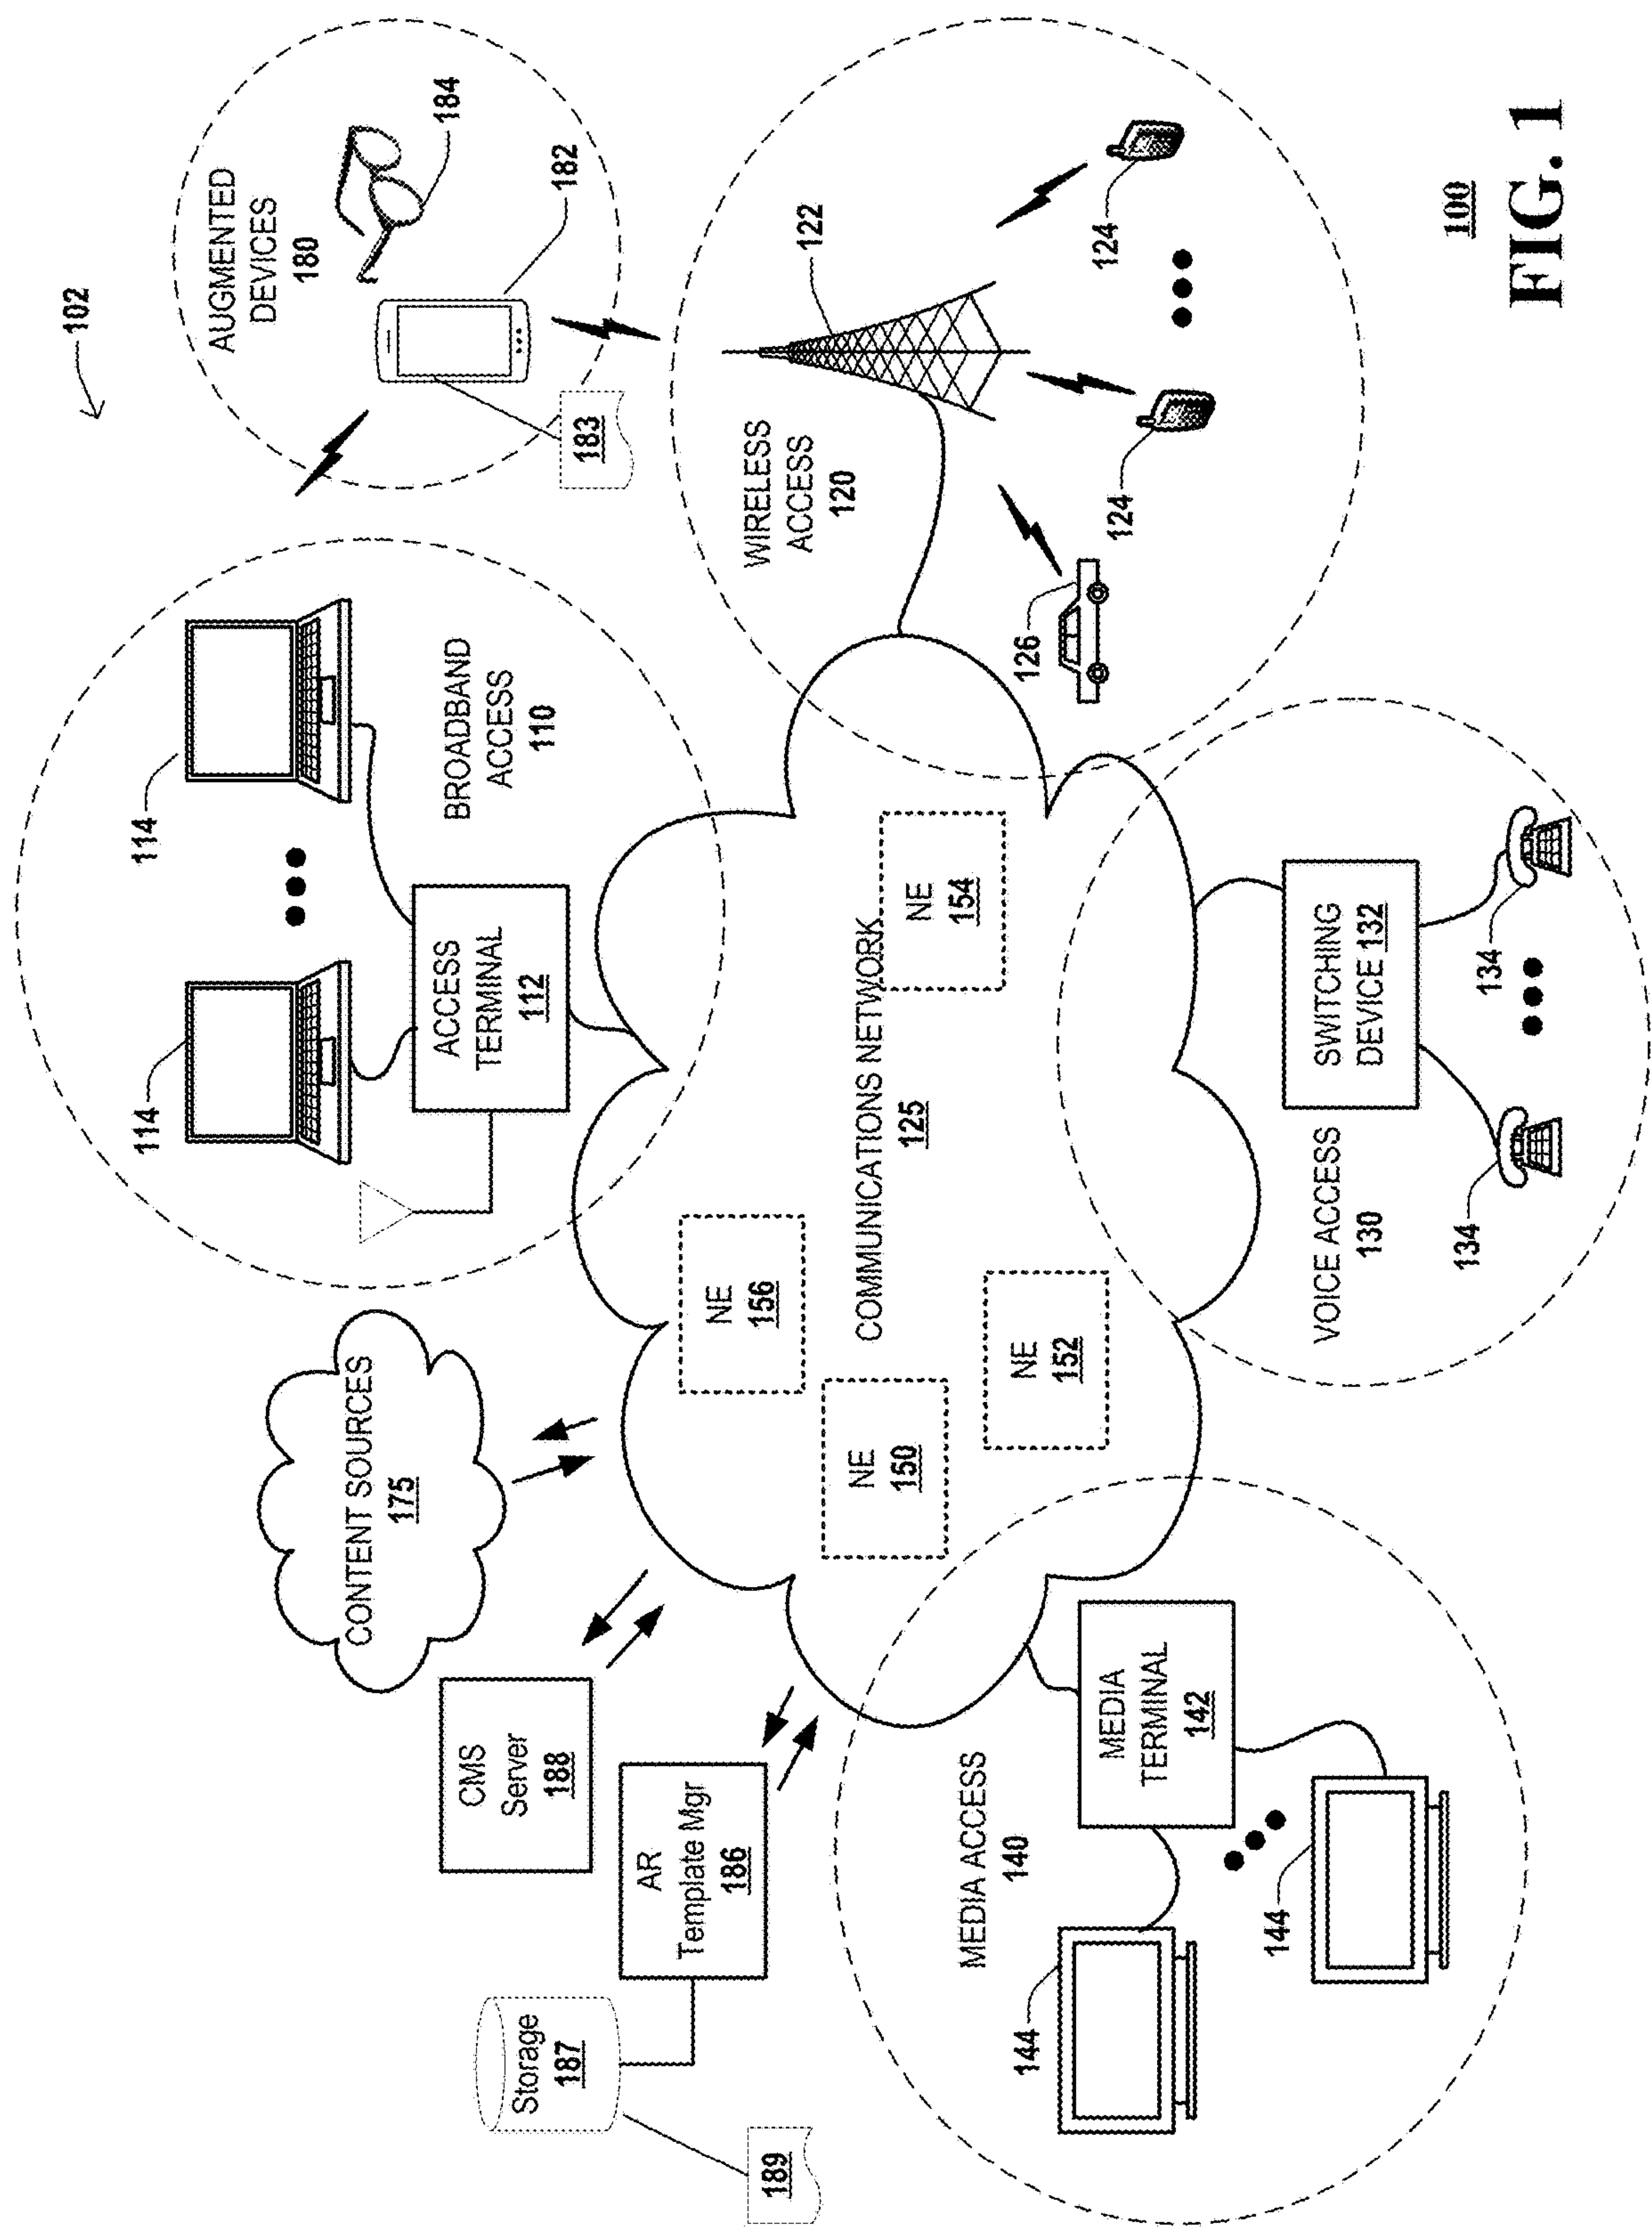 102
AUGMENTED
DEVICES
180
184
182
183
114
114
BROADBAND
ACCESS
110
ACCESS
TERMINAL
112
CONTENT SOURCES
175
CMS
Server
188
AR
Template Mgr
186
Storage
187
189
WIRELESS
ACCESS
120
122
124
124
126
NE
156
NE
150
NE
152
NE
154
COMMUNICATIONS NETWORK
125
MEDIA ACCESS
140
MEDIA
TERMINAL
142
144
144
VOICE ACCESS
130
SWITCHING
DEVICE 132
134
134
100
FIG. 1